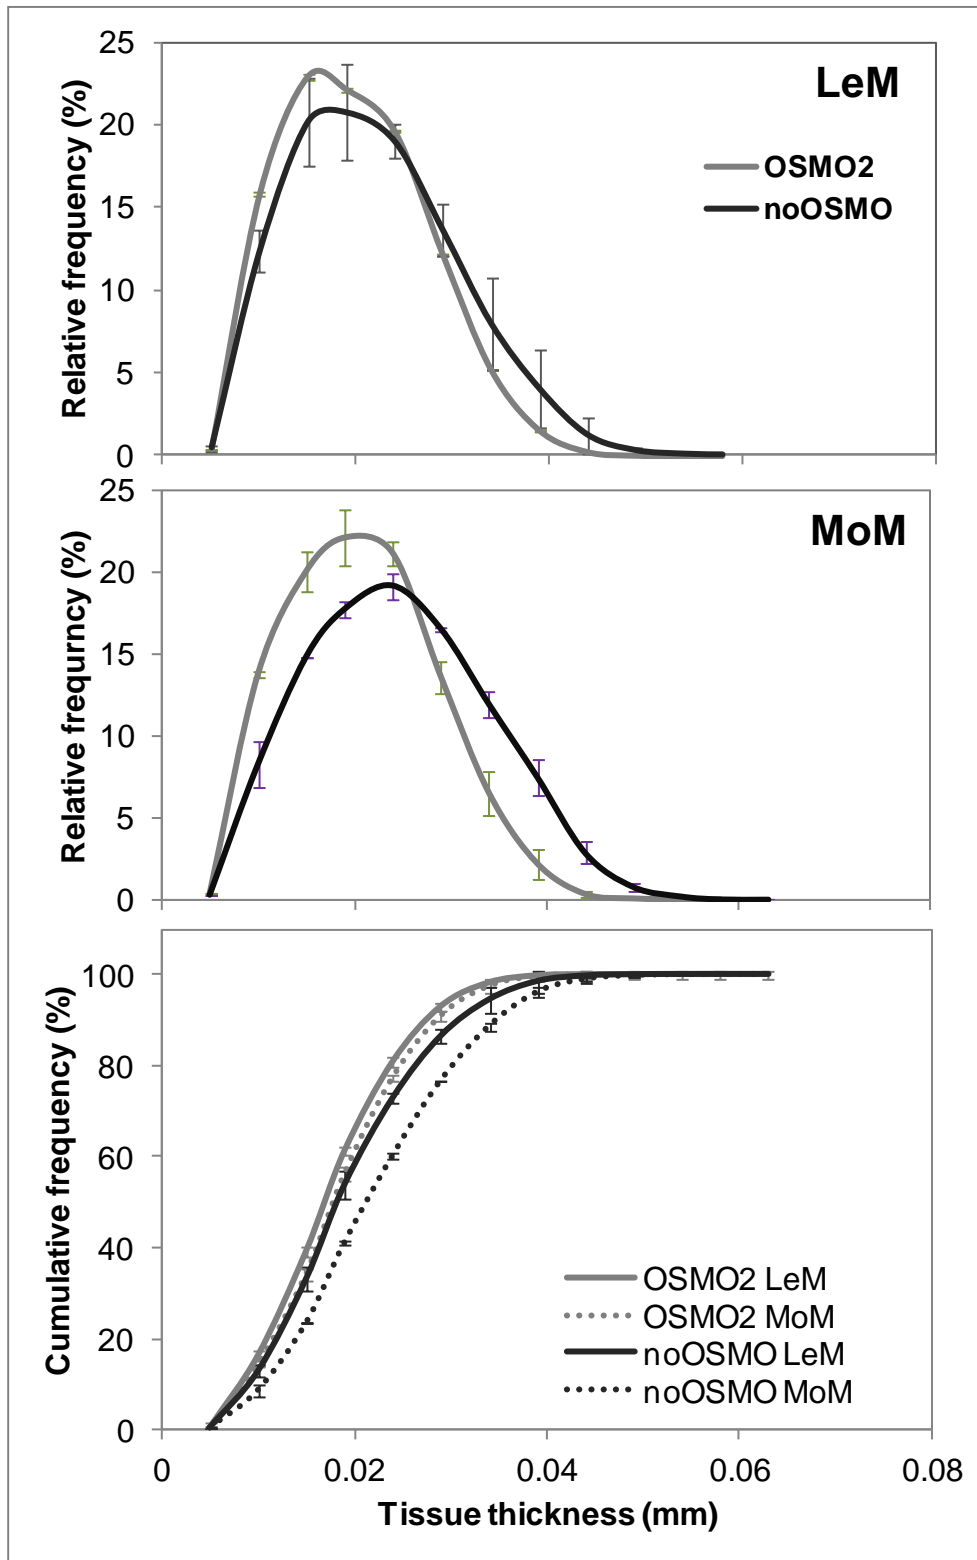 LeM
Relative frequency (%)
25
20
15
10
5
0
OSMO2
noOSMO
MoM
Relative frequrncy (%)
25
20
15
10
5
0
Cumulative frequency (%)
100
80
60
40
20
0
OSMO2 LeM
OSMO2 MoM
noOSMO LeM
noOSMO MoM
0 0.02 0.04 0.06 0.08
Tissue thickness (mm)